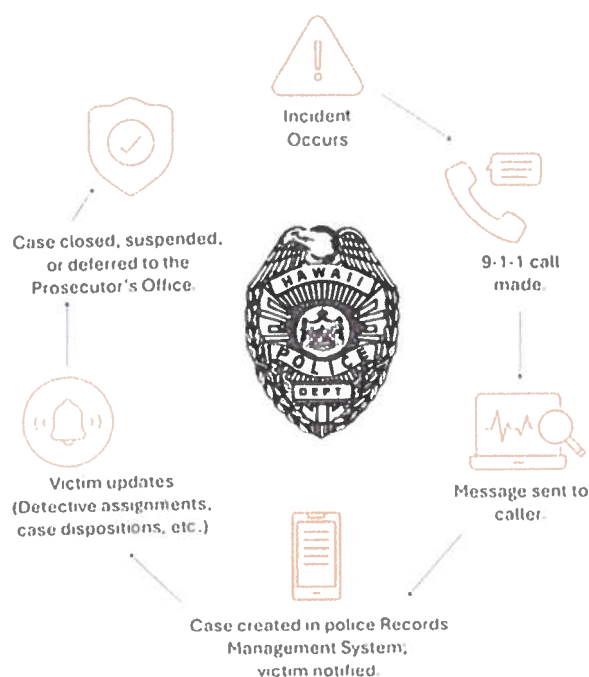 Incident
Occurs
9-1-1 call
made.
Message sent to
caller.
Case created in police Records
Management System;
victim notified.
Victim updates
(Detective assignments,
case dispositions, etc.)
Case closed, suspended,
or deferred to the
Prosecutor's Office.
HAWAII
POLICE
DEPT